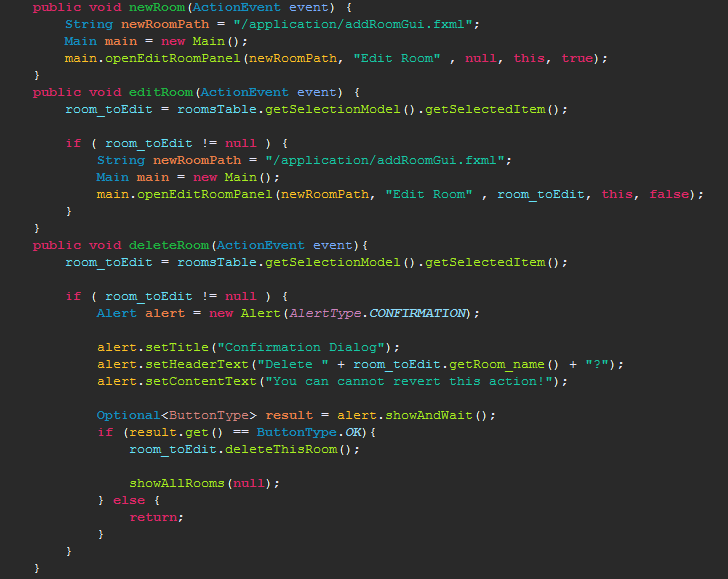 public void newRoom(ActionEvent event) {
    String newRoomPath = "/application/addRoomGui.fxml";
    Main main = new Main();
    main.openEditRoomPanel(newRoomPath, "Edit Room" , null, this, true);
}
public void editRoom(ActionEvent event) {
    room_toEdit = roomsTable.getSelectionModel().getSelectedItem();

    if ( room_toEdit != null ) {
        String newRoomPath = "/application/addRoomGui.fxml";
        Main main = new Main();
        main.openEditRoomPanel(newRoomPath, "Edit Room" , room_toEdit, this, false);
    }
}
public void deleteRoom(ActionEvent event){
    room_toEdit = roomsTable.getSelectionModel().getSelectedItem();

    if ( room_toEdit != null ) {
        Alert alert = new Alert(AlertType.CONFIRMATION);

        alert.setTitle("Confirmation Dialog");
        alert.setHeaderText("Delete " + room_toEdit.getRoom_name() + "?");
        alert.setContentText("You can cannot revert this action!");

        Optional<ButtonType> result = alert.showAndWait();
        if (result.get() == ButtonType.OK){
            room_toEdit.deleteThisRoom();

            showAllRooms(null);
        } else {
            return;
        }
    }
}